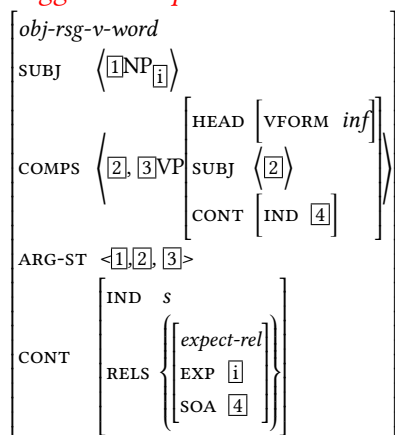 obj-rsg-v-word
SUBJ ⟨1NPi⟩
HEAD [VFORM inf]
COMPS ⟨2, 3VP
SUBJ ⟨2⟩
CONT [IND 4]
ARG-ST <1,2, 3>
IND s
expect-rel
CONT
RELS
EXP i
SOA 4